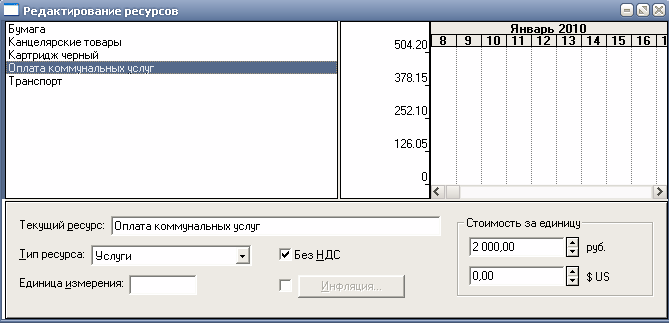 Редактирование ресурсов
Бумага
Канцелярские товары
Картридж черный
Оплата коммунальных услуг
Транспорт
504.20
378.15
252.10
126.05
0
Январь 2010
8 9 10 11 12 13 14 15 16 1
Текущий ресурс: Оплата коммунальных услуг
Тип ресурса: Услуги
Без НДС
Единица измерения:
Инфляция...
Стоимость за единицу
2 000,00 руб.
0,00 $ US